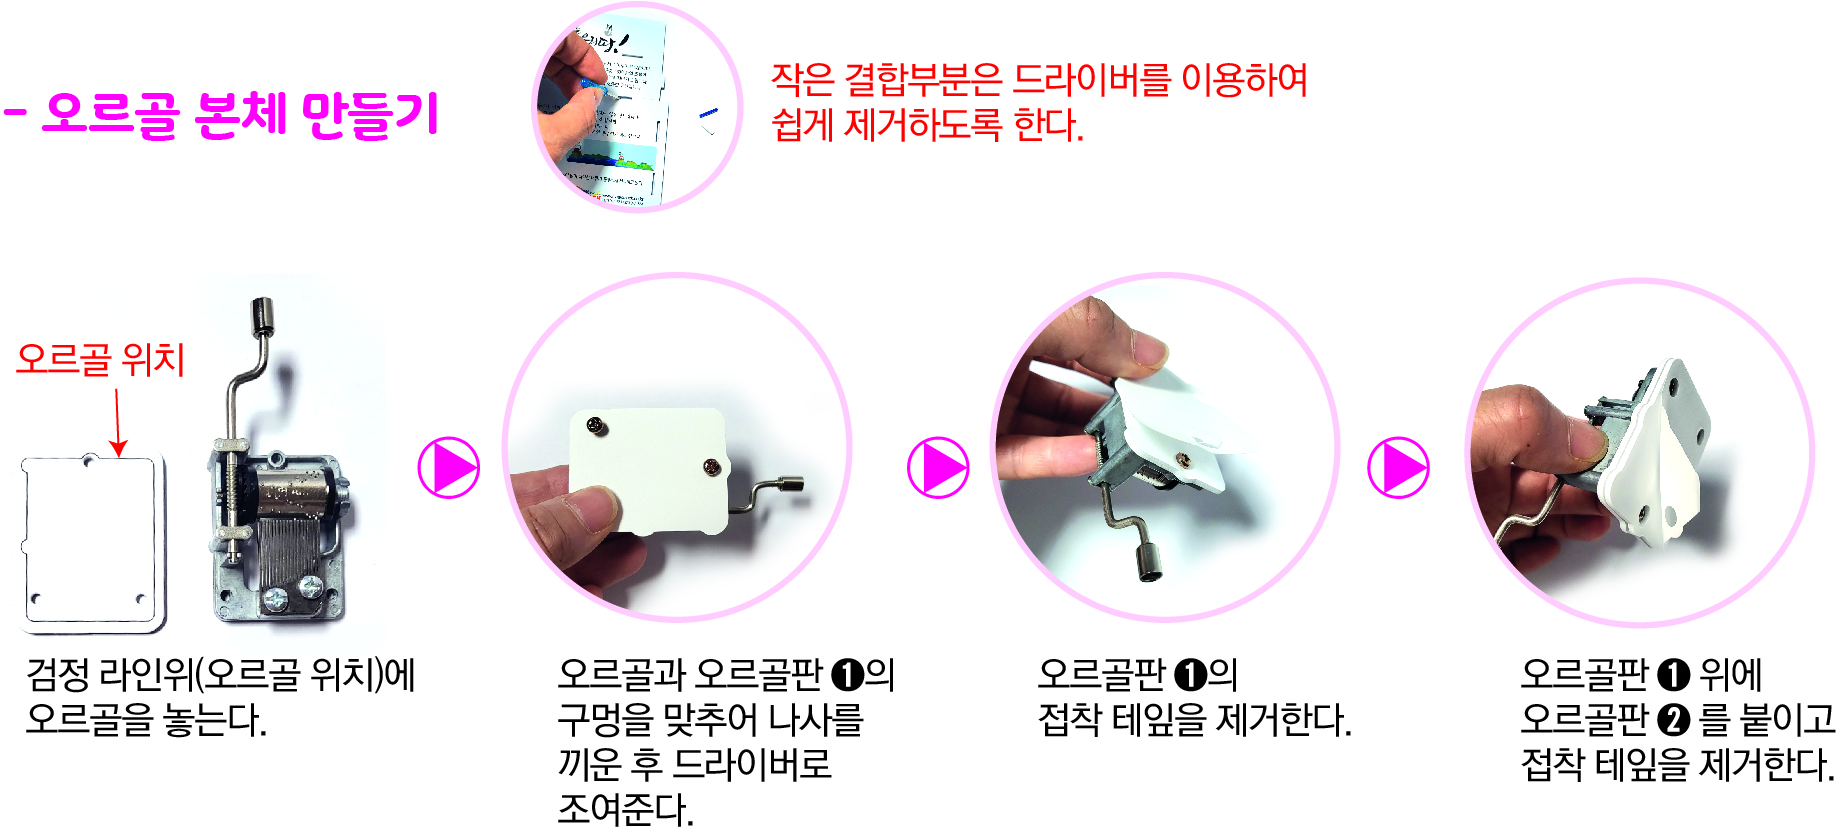 - 오르골 본체 만들기
작은 결합부분은 드라이버를 이용하여
쉽게 제거하도록 한다.
오르골 위치
검정 라인위(오르골 위치)에
오르골을 놓는다.
오르골과 오르골판 ❶의
구멍을 맞추어 나사를
끼운 후 드라이버로
조여준다.
오르골판 ❶의
접착 테잎을 제거한다.
오르골판 ❶ 위에
오르골판 ❷ 를 붙이고
접착 테잎을 제거한다.